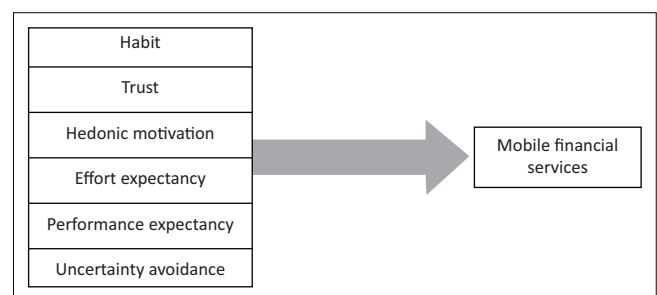 Habit
Trust
Hedonic motivation
Effort expectancy
Performance expectancy
Uncertainty avoidance
Mobile financial
services